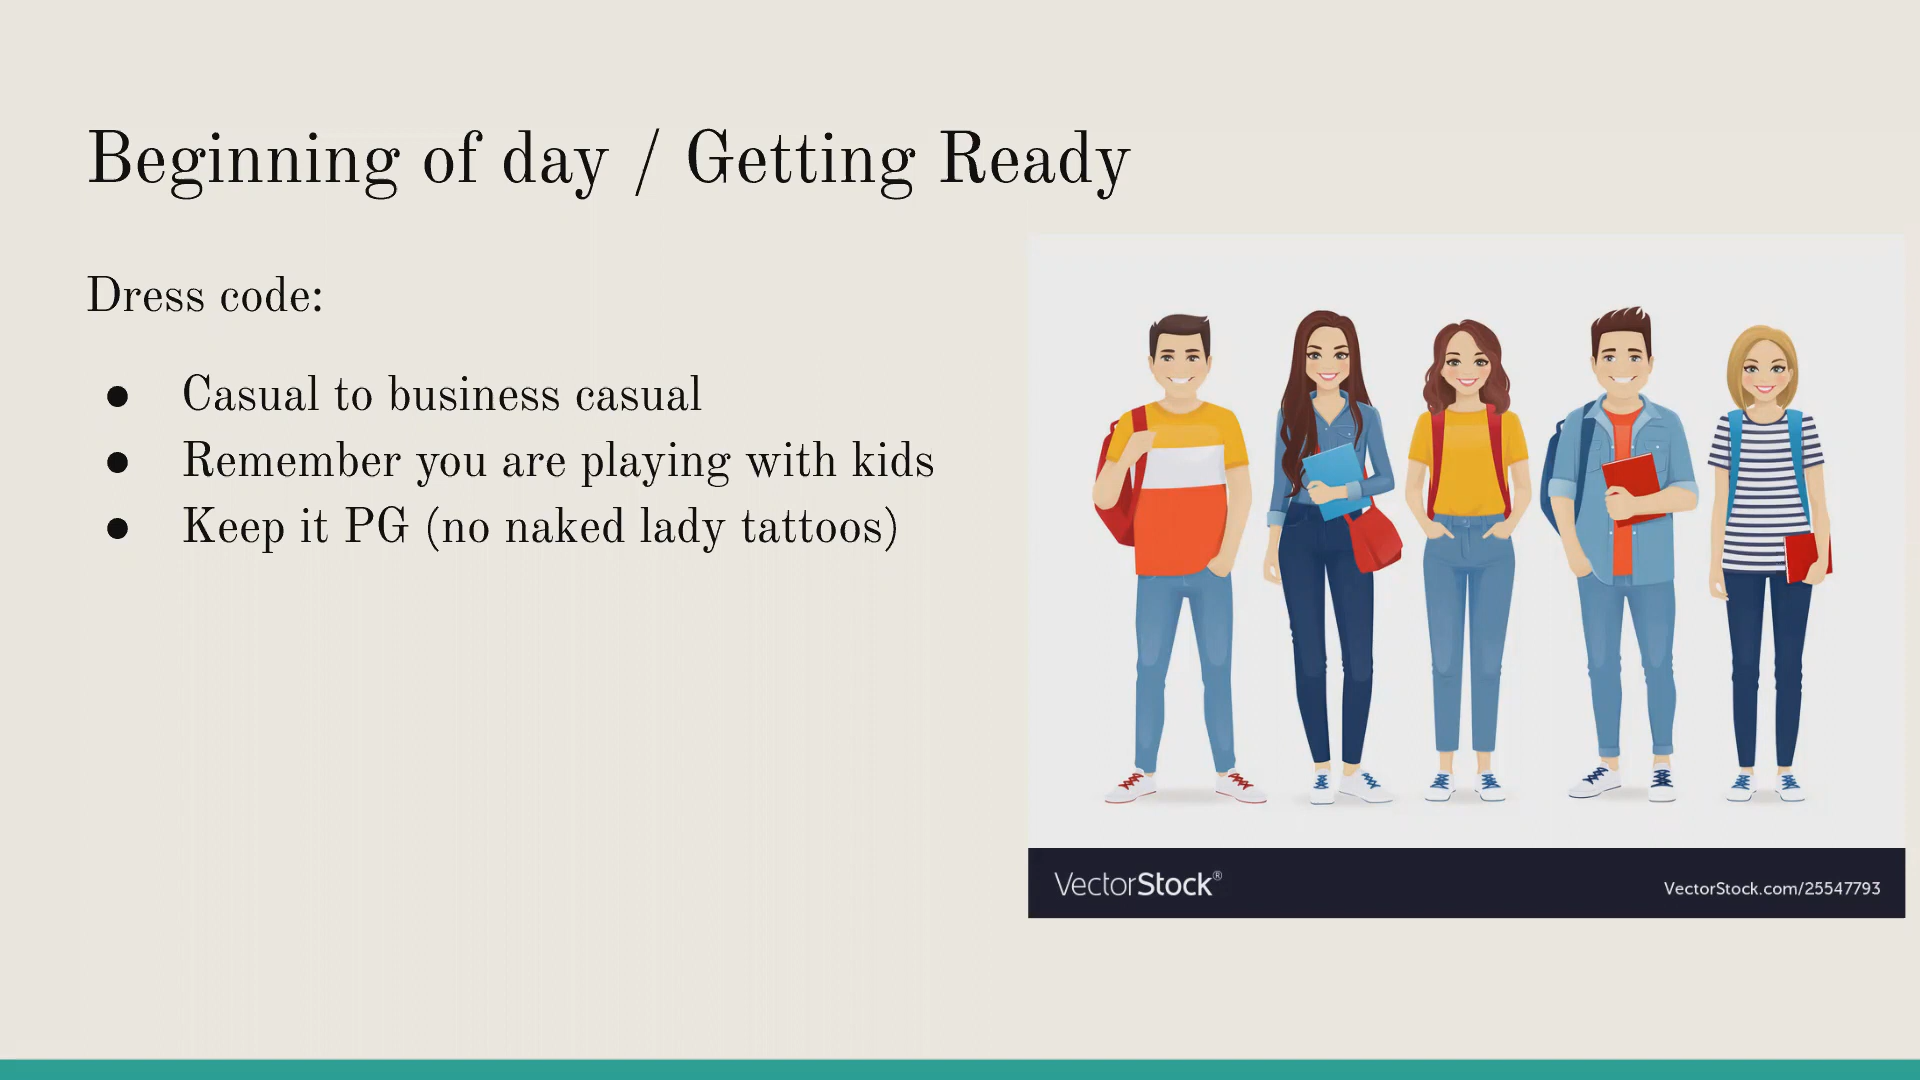 Beginning of day / Getting Ready
Dress code:
● Casual to business casual
● Remember you are playing with kids
● Keep it PG (no naked lady tattoos)
VectorStock®
VectorStock.com/25547793